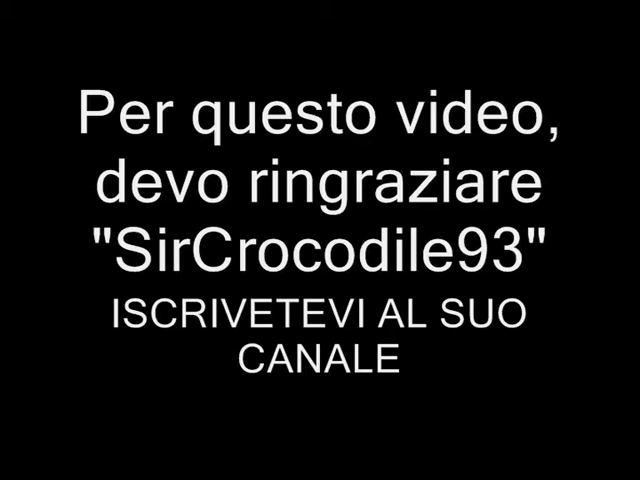 Per questo video,
devo ringraziare
"SirCrocodile93"
ISCRIVETEVI AL SUO
CANALE